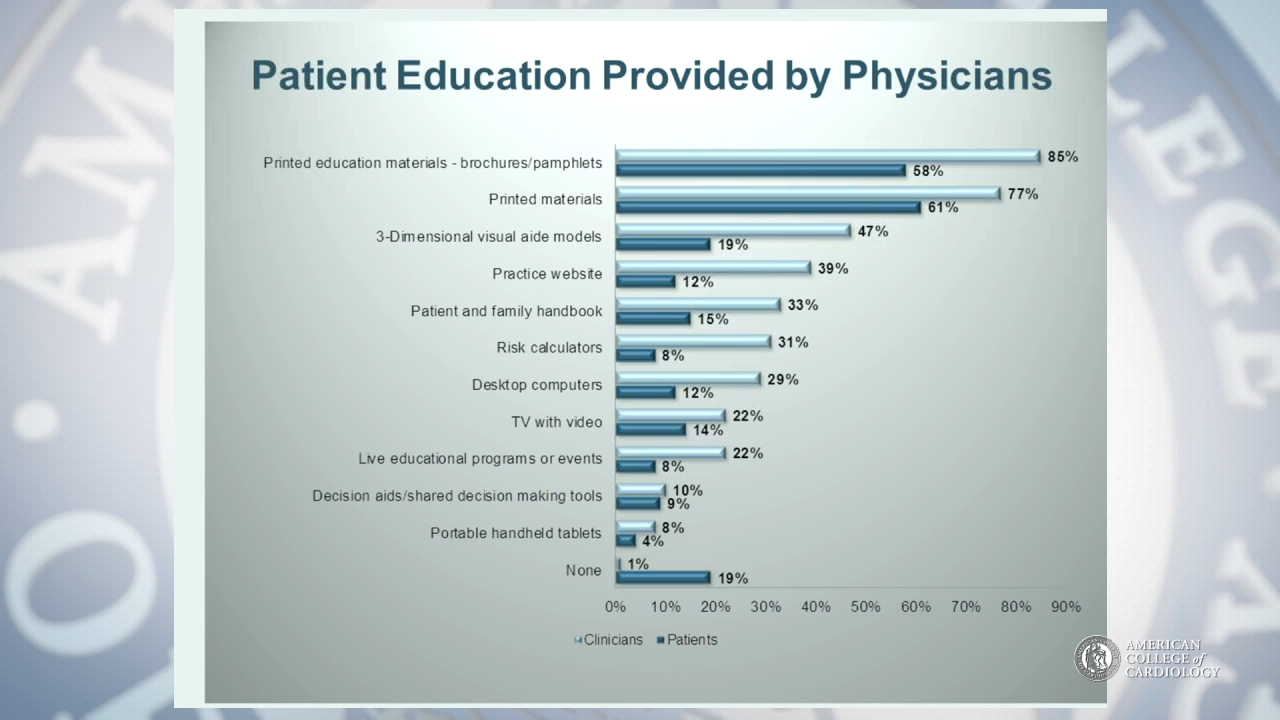 Patient Education Provided by Physicians
Printed education materials - brochures/pamphlets
85%
58%
Printed materials
77%
61%
3-Dimensional visual aide models
47%
19%
Practice website
39%
12%
Patient and family handbook
33%
15%
Risk calculators
31%
8%
Desktop computers
29%
12%
TV with video
22%
14%
Live educational programs or events
22%
8%
Decision aids/shared decision making tools
10%
9%
Portable handheld tablets
8%
4%
None
1%
19%
0% 10% 20% 30% 40% 50% 60% 70% 80% 90%
Clinicians Patients
AMERICAN
COLLEGE of
CARDIOLOGY